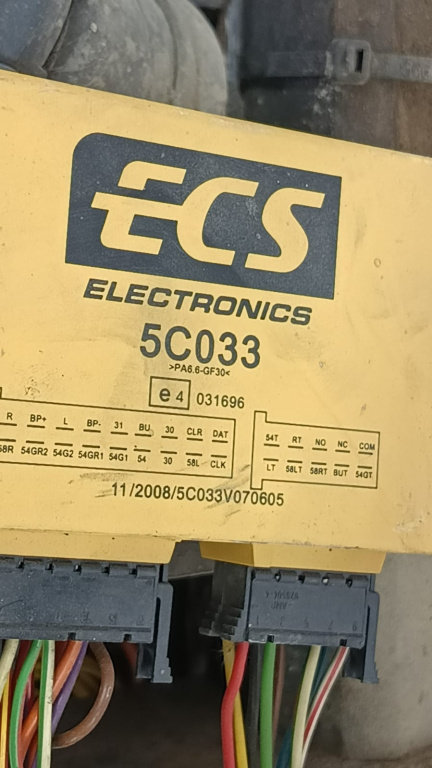 ECS
ELECTRONICS
5C033
>PA6.6-GF30<
e4 031696
R BP+ L BP- 31 BU 30 CLR DAT
58R 54GR2 54G2 54GR1 54G1 54 30 58L CLK
54T RT NO NC COM
LT 58LT 58RT BUT 54GT
11/2008/5C033V070605